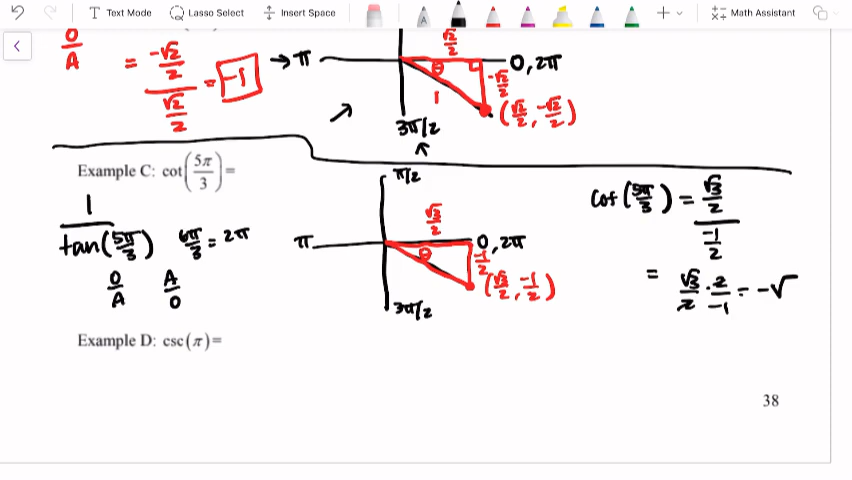 Text Mode Lasso Select Insert Space Math Assistant
O/A = (-√2/2)/(√2/2) = -1
→ π
√2/2
0, 2π
θ
-√2/2
1
(√2/2, -√2/2)
3π/2
Example C: cot(5π/3)=
1/tan(5π/3)
6π/3 = 2π
O/A A/O
π/2
√3/2
π
0, 2π
θ
-1/2
(√3/2, -1/2)
3π/2
cot(5π/3) = (√3/2)/(-1/2)
= √3/2 · 2/-1 = -√
Example D: csc(π)=
38